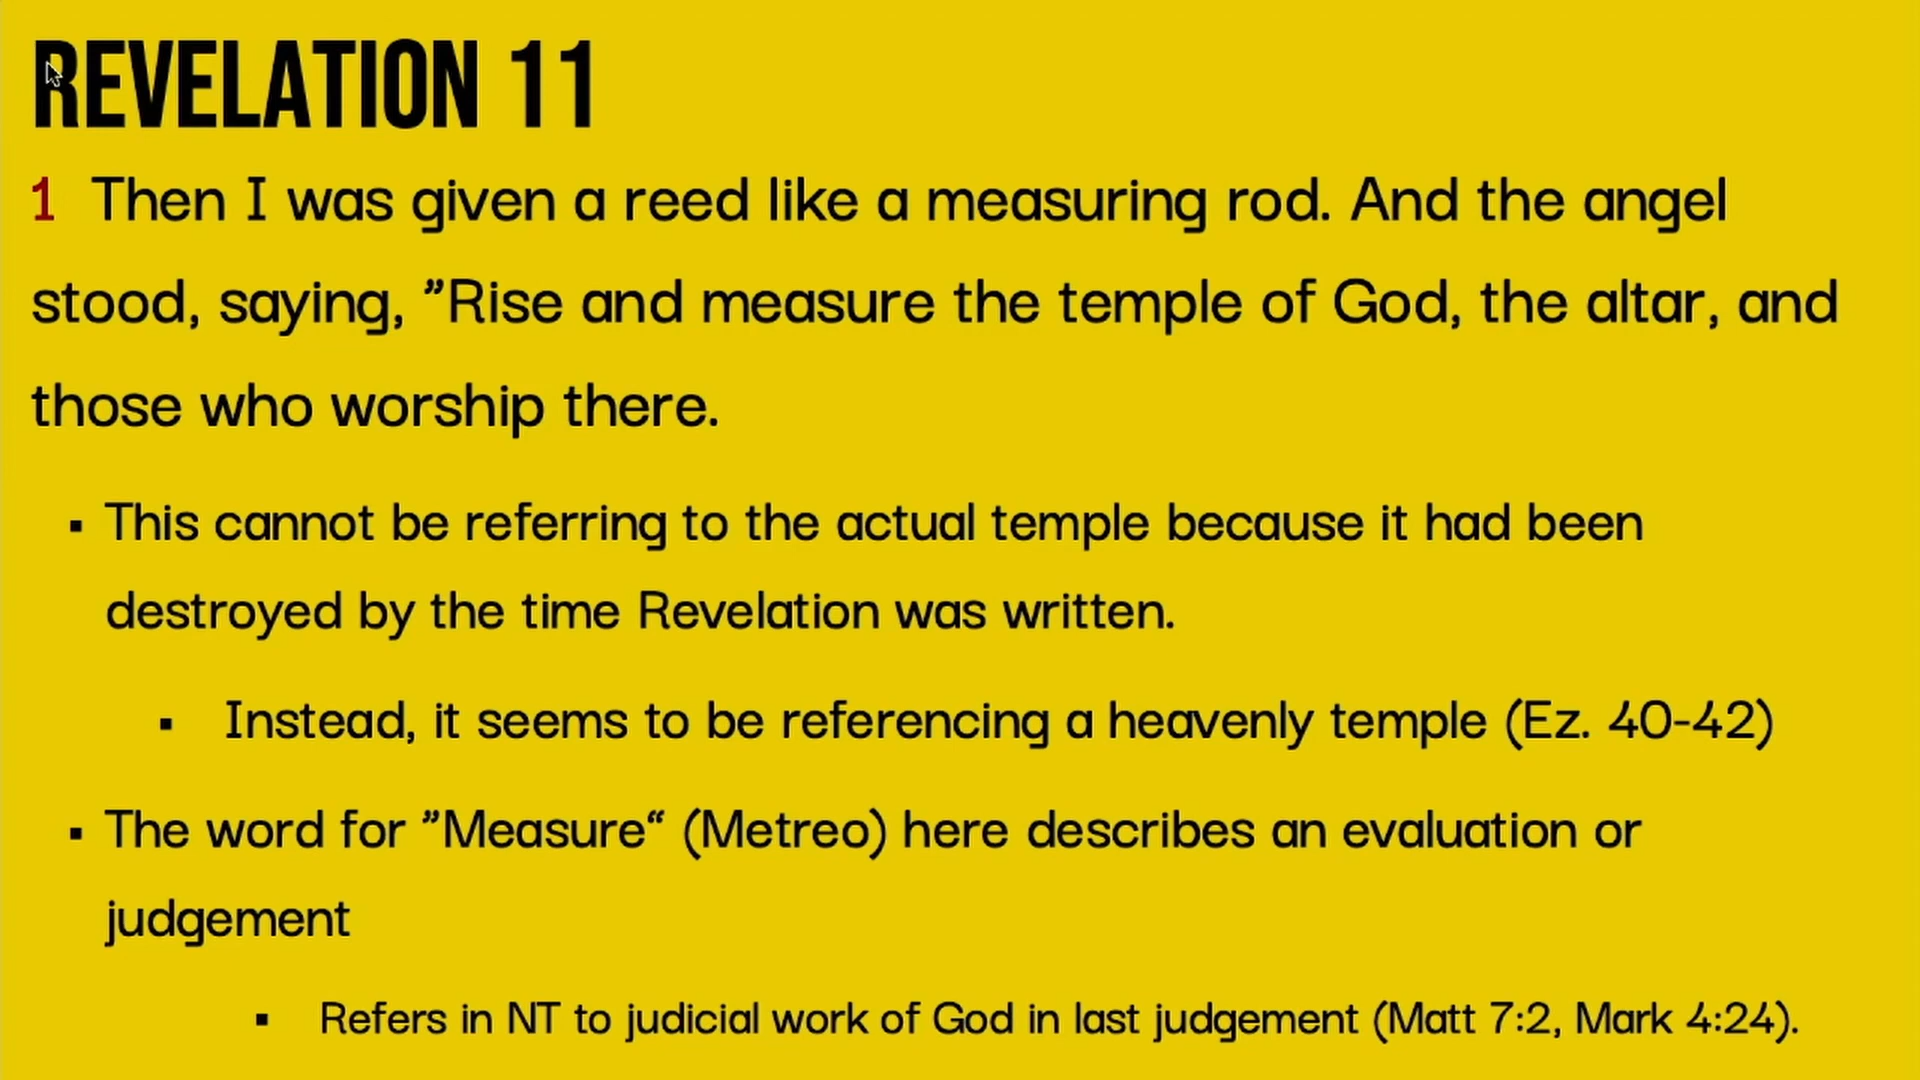 REVELATION 11
1 Then I was given a reed like a measuring rod. And the angel
stood, saying, ”Rise and measure the temple of God, the altar, and
those who worship there.
▪ This cannot be referring to the actual temple because it had been
destroyed by the time Revelation was written.
▪ Instead, it seems to be referencing a heavenly temple (Ez. 40-42)
▪ The word for ”Measure“ (Metreo) here describes an evaluation or
judgement
▪ Refers in NT to judicial work of God in last judgement (Matt 7:2, Mark 4:24).